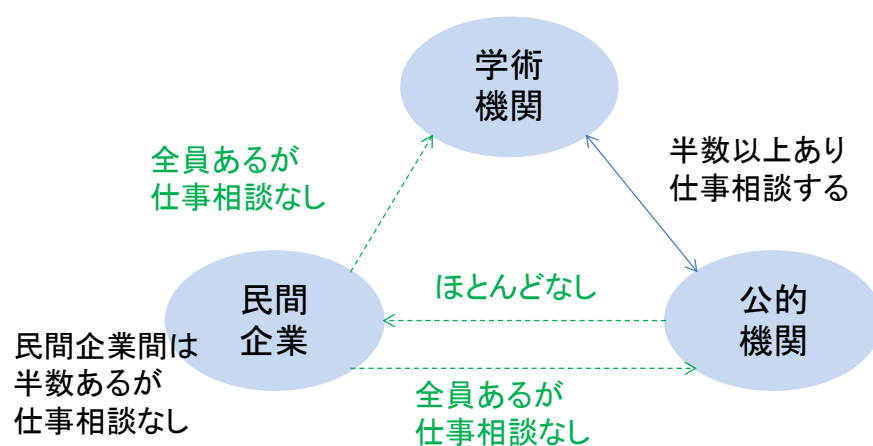 学術
機関
全員あるが
仕事相談なし
半数以上あり
仕事相談する
ほとんどなし
民間
企業
公的
機関
民間企業間は
半数あるが
仕事相談なし
全員あるが
仕事相談なし